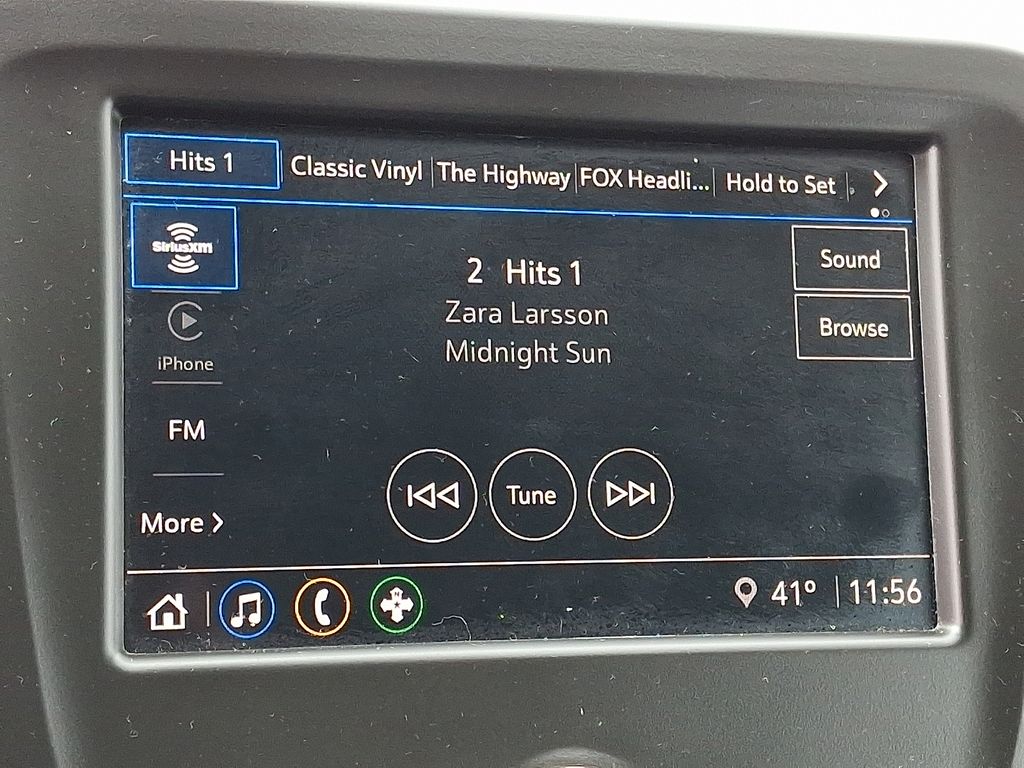 Hits 1
Classic Vinyl
The Highway
FOX Headli...
Hold to Set
SiriusXM
2 Hits 1
Sound
Zara Larsson
Browse
Midnight Sun
iPhone
FM
Tune
More
N
41°
11:56